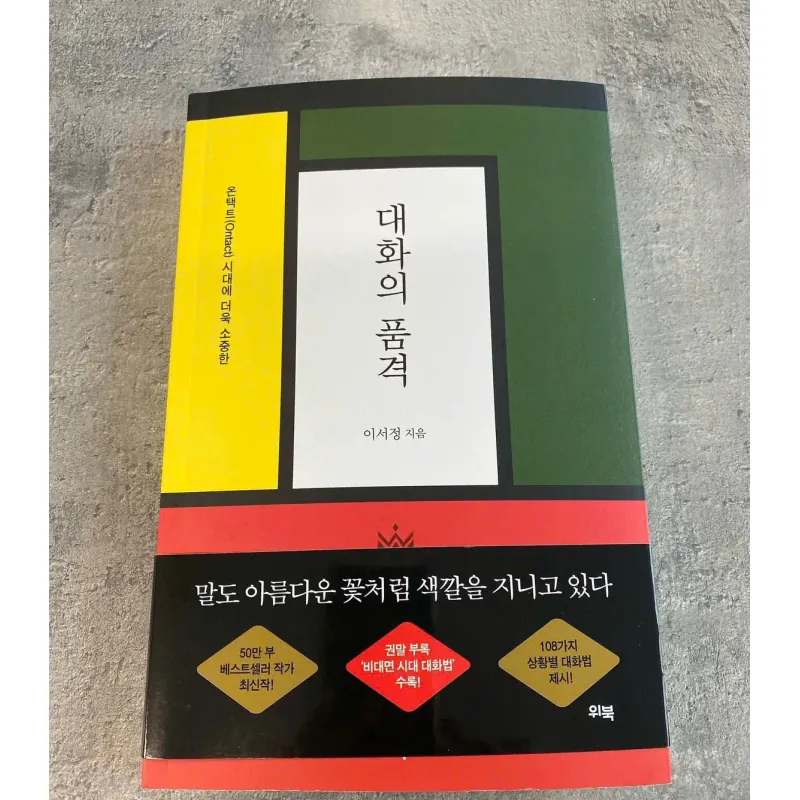 온택트(Ontact) 시대에 더욱 소중한
대화의 품격
이서정 지음
말도 아름다운 꽃처럼 색깔을 지니고 있다
50만 부
베스트셀러 작가
최신작!
권말 부록
'비대면 시대 대화법'
수록!
108가지
상황별 대화법
제시!
위북